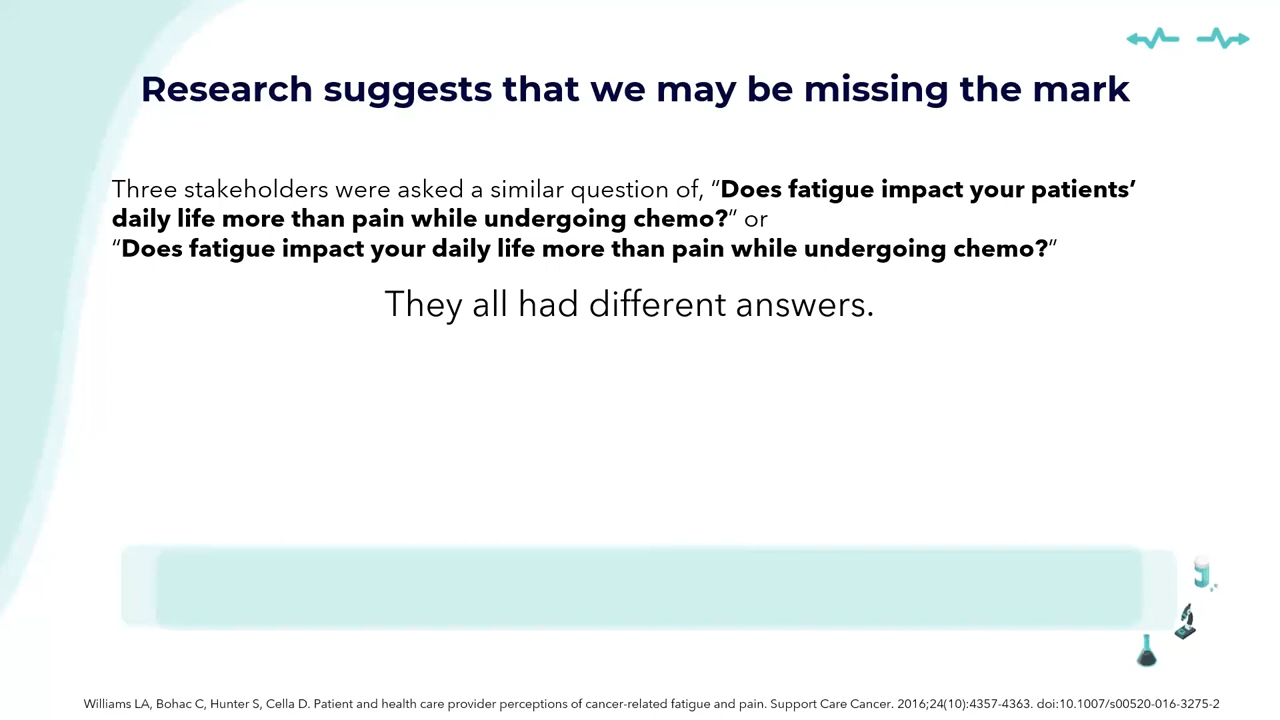 Research suggests that we may be missing the mark
Three stakeholders were asked a similar question of, “Does fatigue impact your patients’
daily life more than pain while undergoing chemo?” or
“Does fatigue impact your daily life more than pain while undergoing chemo?”
They all had different answers.
Williams LA, Bohac C, Hunter S, Cella D. Patient and health care provider perceptions of cancer-related fatigue and pain. Support Care Cancer. 2016;24(10):4357-4363. doi:10.1007/s00520-016-3275-2